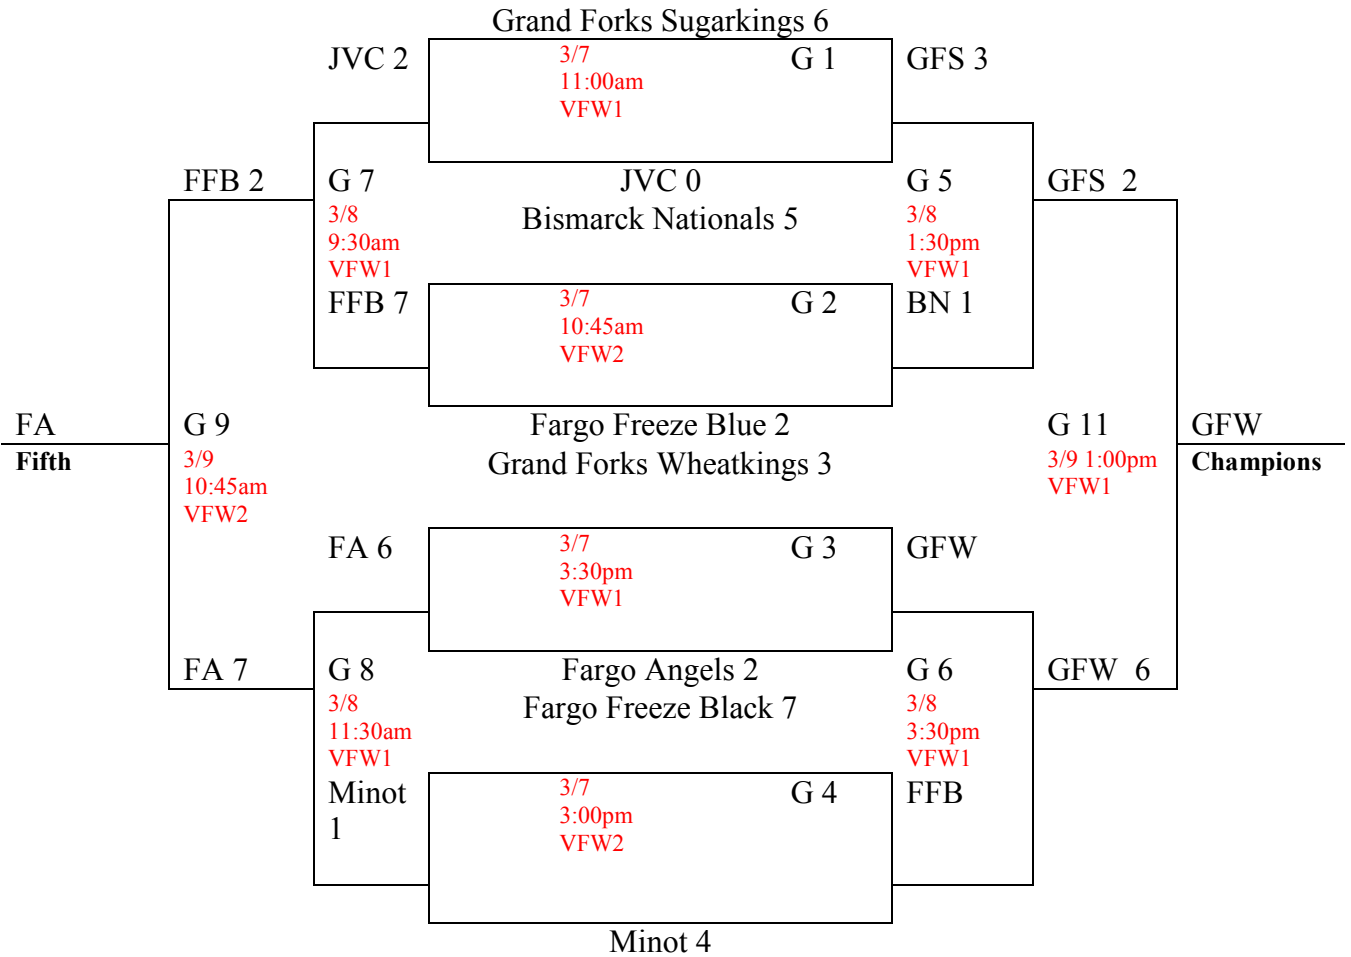 Grand Forks Sugarkings 6
JVC 2
3/7
11:00am
VFW1
G 1
GFS 3
FFB 2
G 7
3/8
9:30am
VFW1
JVC 0
Bismarck Nationals 5
G 5
3/8
1:30pm
VFW1
GFS 2
FFB 7
3/7
10:45am
VFW2
G 2
BN 1
FA
Fifth
G 9
3/9
10:45am
VFW2
Fargo Freeze Blue 2
Grand Forks Wheatkings 3
G 11
3/9 1:00pm
VFW1
GFW
Champions
FA 6
3/7
3:30pm
VFW1
G 3
GFW
FA 7
G 8
3/8
11:30am
VFW1
Fargo Angels 2
Fargo Freeze Black 7
G 6
3/8
3:30pm
VFW1
GFW 6
Minot
1
3/7
3:00pm
VFW2
G 4
FFB
Minot 4